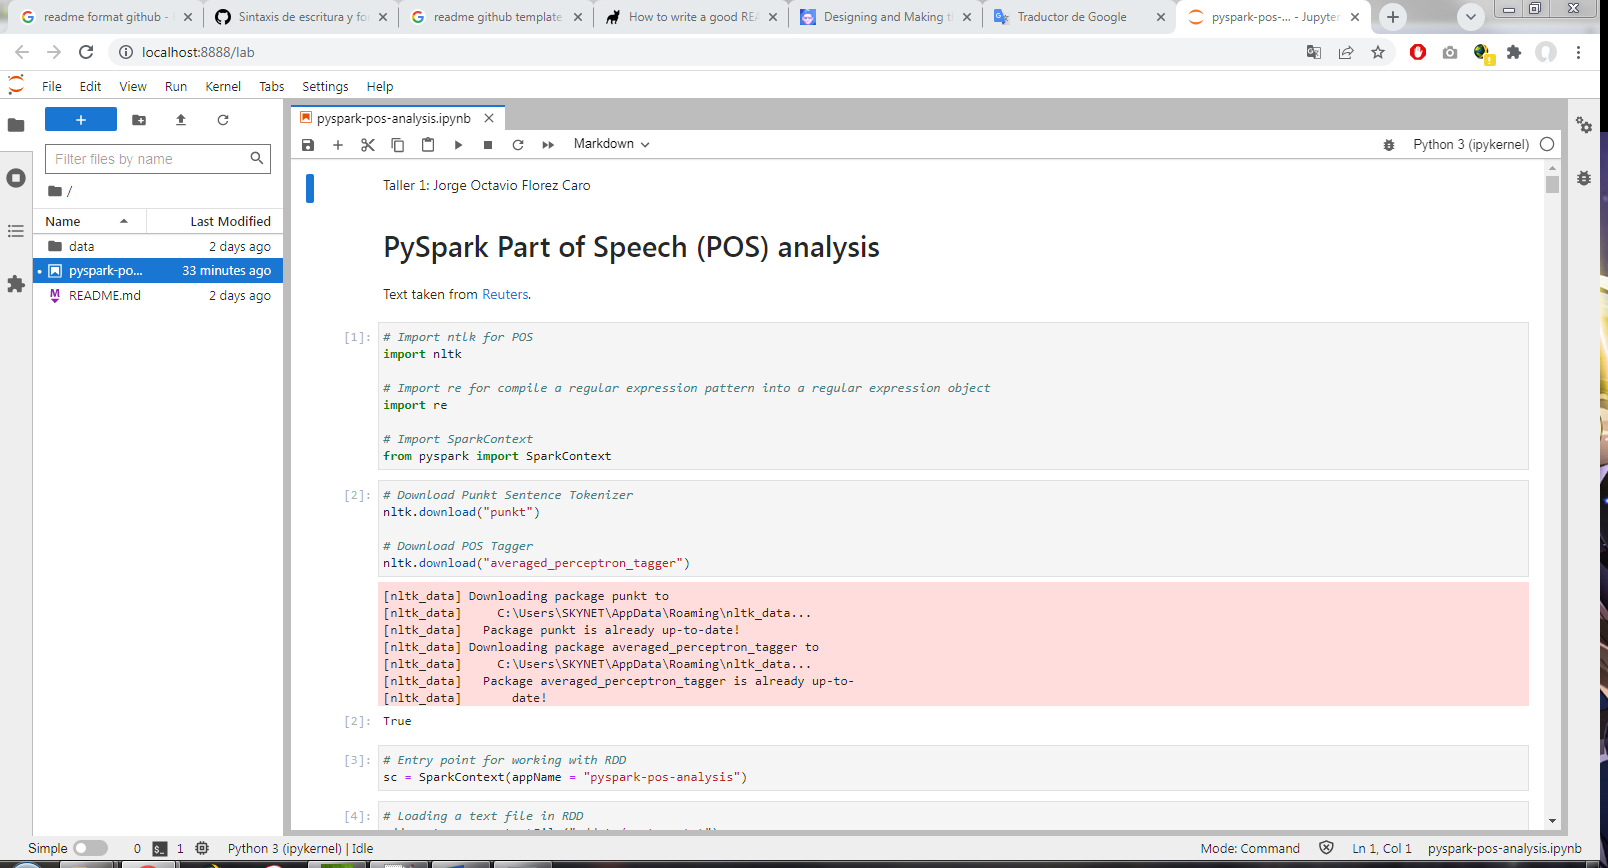 readme format github -
Sintaxis de escritura y fo
readme github template
How to write a good REA
Designing and Making t
Traductor de Google
pyspark-pos-... - Jupyter
localhost:8888/lab
File Edit View Run Kernel Tabs Settings Help
pyspark-pos-analysis.ipynb
Filter files by name
Markdown
Python 3 (ipykernel)
/
Name Last Modified
data 2 days ago
pyspark-po... 33 minutes ago
README.md 2 days ago
Taller 1: Jorge Octavio Florez Caro
PySpark Part of Speech (POS) analysis
Text taken from Reuters.
[1]: # Import ntlk for POS
import nltk
# Import re for compile a regular expression pattern into a regular expression object
import re
# Import SparkContext
from pyspark import SparkContext
[2]: # Download Punkt Sentence Tokenizer
nltk.download("punkt")
# Download POS Tagger
nltk.download("averaged_perceptron_tagger")
[nltk_data] Downloading package punkt to
[nltk_data]     C:\Users\SKYNET\AppData\Roaming\nltk_data...
[nltk_data]   Package punkt is already up-to-date!
[nltk_data] Downloading package averaged_perceptron_tagger to
[nltk_data]     C:\Users\SKYNET\AppData\Roaming\nltk_data...
[nltk_data]   Package averaged_perceptron_tagger is already up-to-
[nltk_data]       date!
[2]: True
[3]: # Entry point for working with RDD
sc = SparkContext(appName = "pyspark-pos-analysis")
[4]: # Loading a text file in RDD
Simple 0 1 Python 3 (ipykernel) | Idle Mode: Command Ln 1, Col 1 pyspark-pos-analysis.ipynb